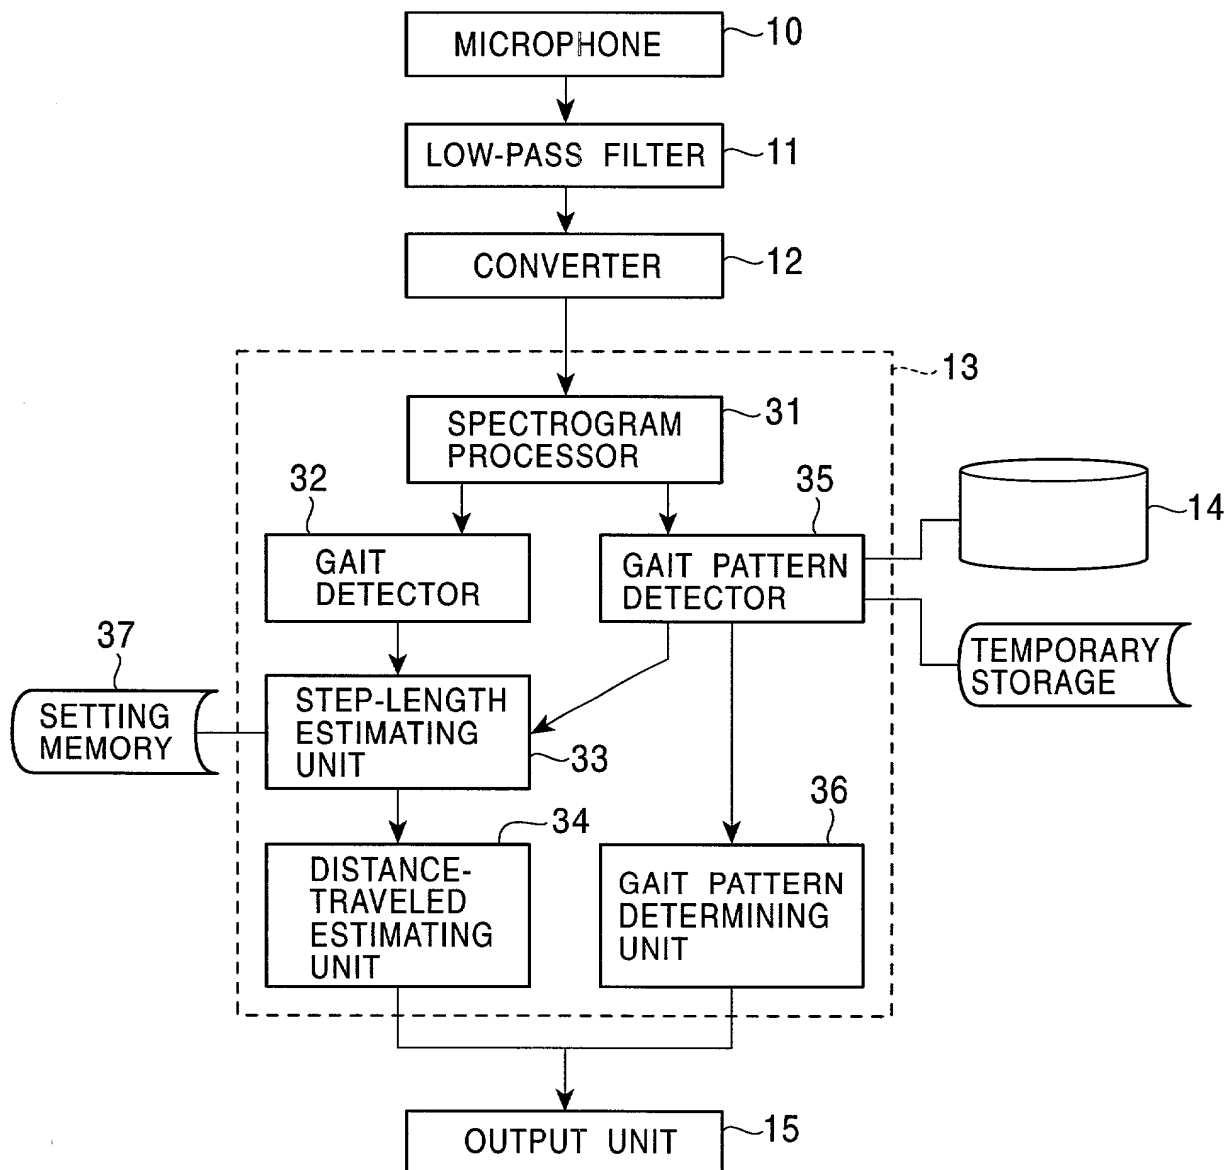 MICROPHONE
10
LOW-PASS FILTER
11
CONVERTER
12
13
SPECTROGRAM
PROCESSOR
31
32
GAIT
DETECTOR
35
GAIT PATTERN
DETECTOR
14
TEMPORARY
STORAGE
37
SETTING
MEMORY
STEP-LENGTH
ESTIMATING
UNIT
33
34
DISTANCE-
TRAVELED
ESTIMATING
UNIT
36
GAIT PATTERN
DETERMINING
UNIT
OUTPUT UNIT
15